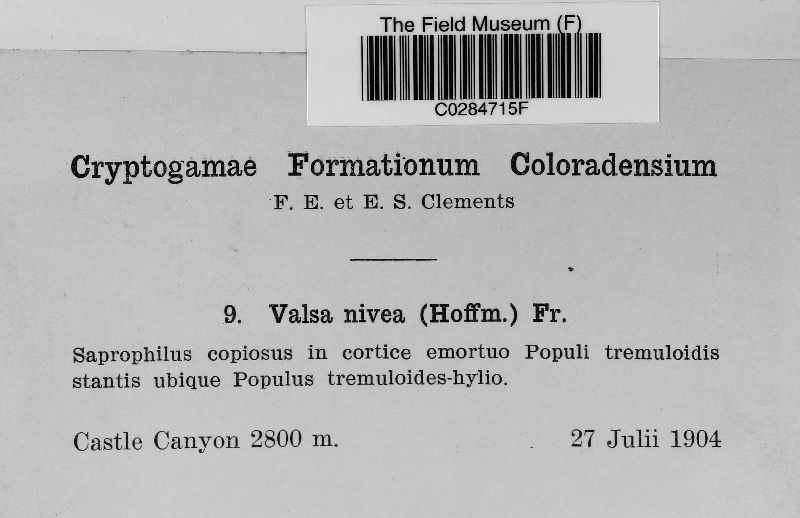 The Field Museum (F)
C0284715F
Cryptogamae Formationum Coloradensium
F. E. et E. S. Clements
9. Valsa nivea (Hoffm.) Fr.
Saprophilus copiosus in cortice emortuo Populi tremuloidis
stantis ubique Populus tremuloides-hylio.
Castle Canyon 2800 m. 27 Julii 1904